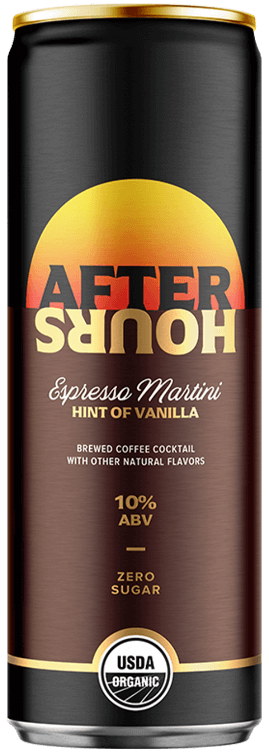 AFTER
HOURS
Espresso Martini
HINT OF VANILLA
BREWED COFFEE COCKTAIL
WITH OTHER NATURAL FLAVORS
10%
ABV
ZERO
SUGAR
USDA
ORGANIC